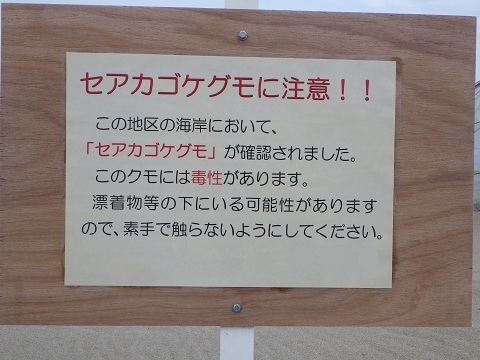 セアカゴケグモに注意！！
この地区の海岸において、
「セアカゴケグモ」が確認されました。
このクモには毒性があります。
漂着物等の下にいる可能性があります
ので、素手で触らないようにしてください。